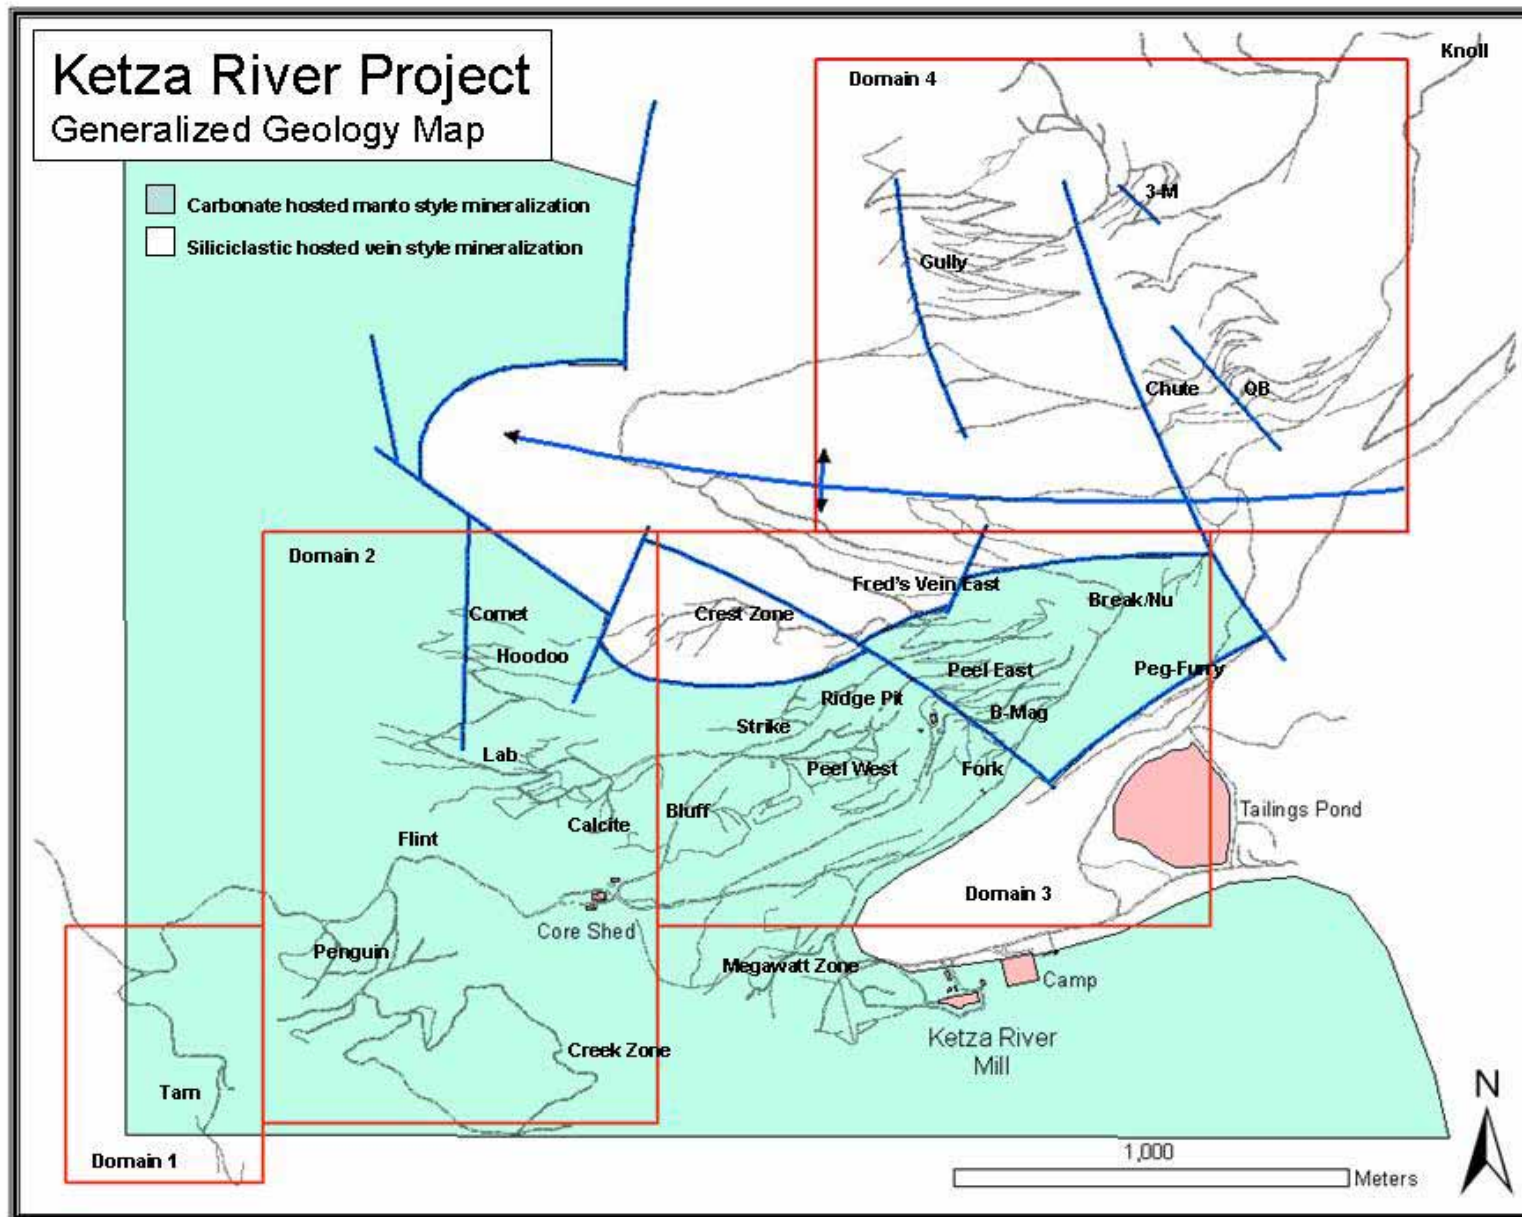 Ketza River Project
Generalized Geology Map
Carbonate hosted manto style mineralization
Siliciclastic hosted vein style mineralization
Knoll
Domain 4
3-M
Gully
Chute
QB
Domain 2
Fred's Vein East
Break/Nu
Comet
Crest Zone
Hoodoo
Peel East
Peg-Furry
Ridge Pit
B-Mag
Strike
Lab
Peel West
Fork
Bluff
Tailings Pond
Calcite
Flint
Domain 3
Core Shed
Penguin
Megawatt Zone
Camp
Ketza River
Mill
Creek Zone
Tarn
N
1,000
Meters
Domain 1